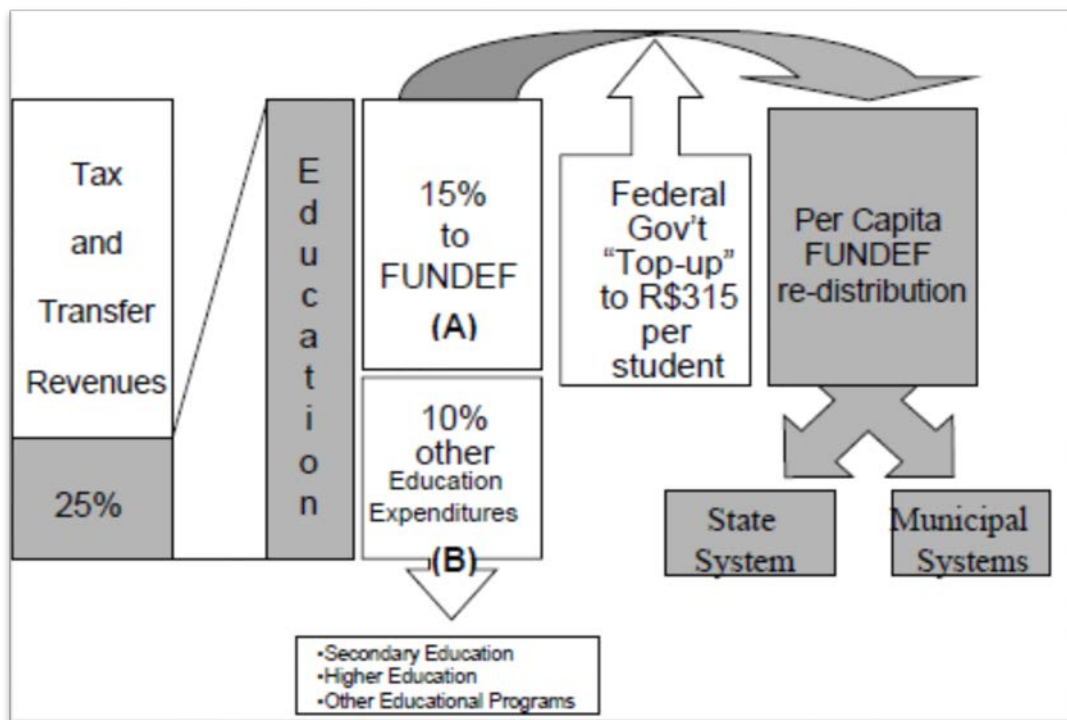 Tax
and
Transfer
Revenues
25%
E
d
u
c
a
t
i
o
n
15%
to
FUNDEF
(A)
10%
other
Education
Expenditures
(B)
•Secondary Education
•Higher Education
•Other Educational Programs
Federal
Gov't
“Top-up”
to R$315
per
student
Per Capita
FUNDEF
re-distribution
State
System
Municipal
Systems